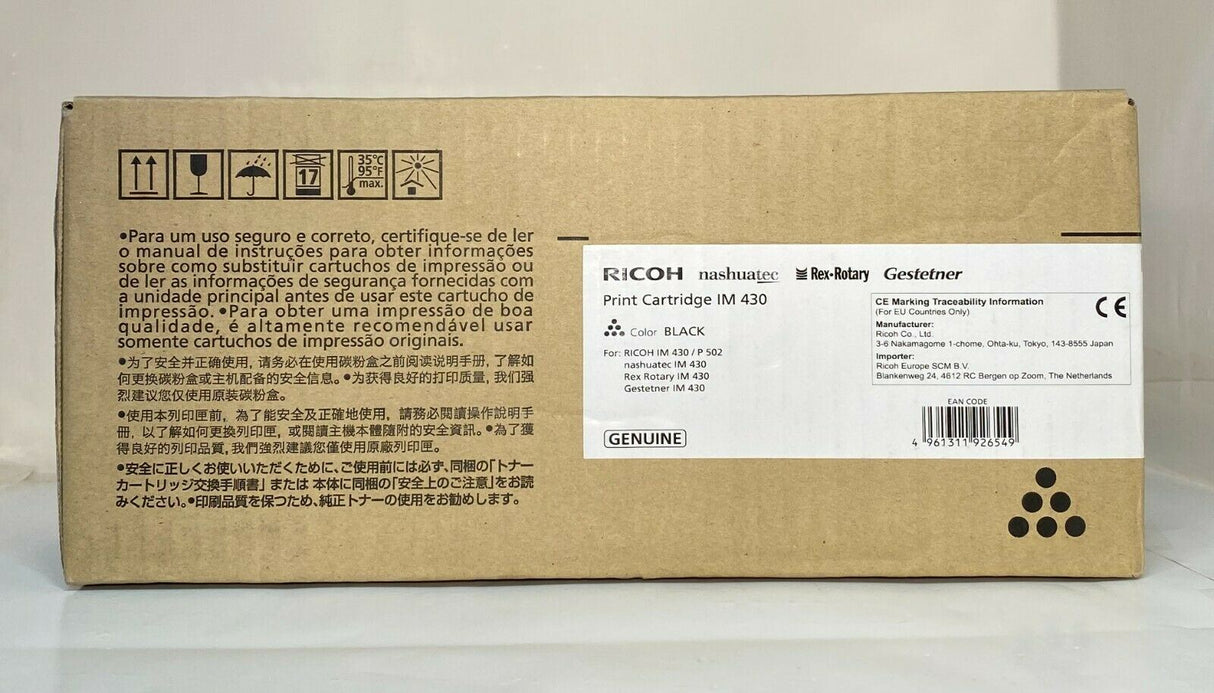 17
35°C
95°F
max.
•Para um uso seguro e correto, certifique-se de ler
o manual de instruções para obter informações
sobre como substituir cartuchos de impressão ou
de ler as informações de segurança fornecidas com
a unidade principal antes de usar este cartucho de
impressão. •Para obter uma impressão de boa
qualidade, é altamente recomendável usar
somente cartuchos de impressão originais.
•为了安全并正确使用，请务必在使用碳粉盒之前阅读说明手册，了解如
何更换碳粉盒或主机配备的安全信息。•为获得良好的打印质量，我们强
烈建议您仅使用原装碳粉盒。
•使用本列印匣前，為了能安全及正確地使用，請務必閱讀操作說明手
冊，以了解如何更換列印匣，或閱讀主機本體隨附的安全資訊。•為了獲
得良好的列印品質，我們強烈建議您僅使用原廠列印匣。
•安全に正しくお使いいただくために、ご使用前には必ず、同梱の「トナー
カートリッジ交換手順書」または 本体に同梱の「安全上のご注意」をお読
みください。•印刷品質を保つため、純正トナーの使用をお勧めします。
RICOH nashuatec Rex-Rotary Gestetner
Print Cartridge IM 430
Color BLACK
For: RICOH IM 430 / P 502
nashuatec IM 430
Rex Rotary IM 430
Gestetner IM 430
GENUINE
CE Marking Traceability Information
(For EU Countries Only)
CE
Manufacturer:
Ricoh Co., Ltd.
3-6 Nakamagome 1-chome, Ohta-ku, Tokyo, 143-8555 Japan
Importer:
Ricoh Europe SCM B.V.
Blankenweg 24, 4612 RC Bergen op Zoom, The Netherlands
EAN CODE
4 961311 926549